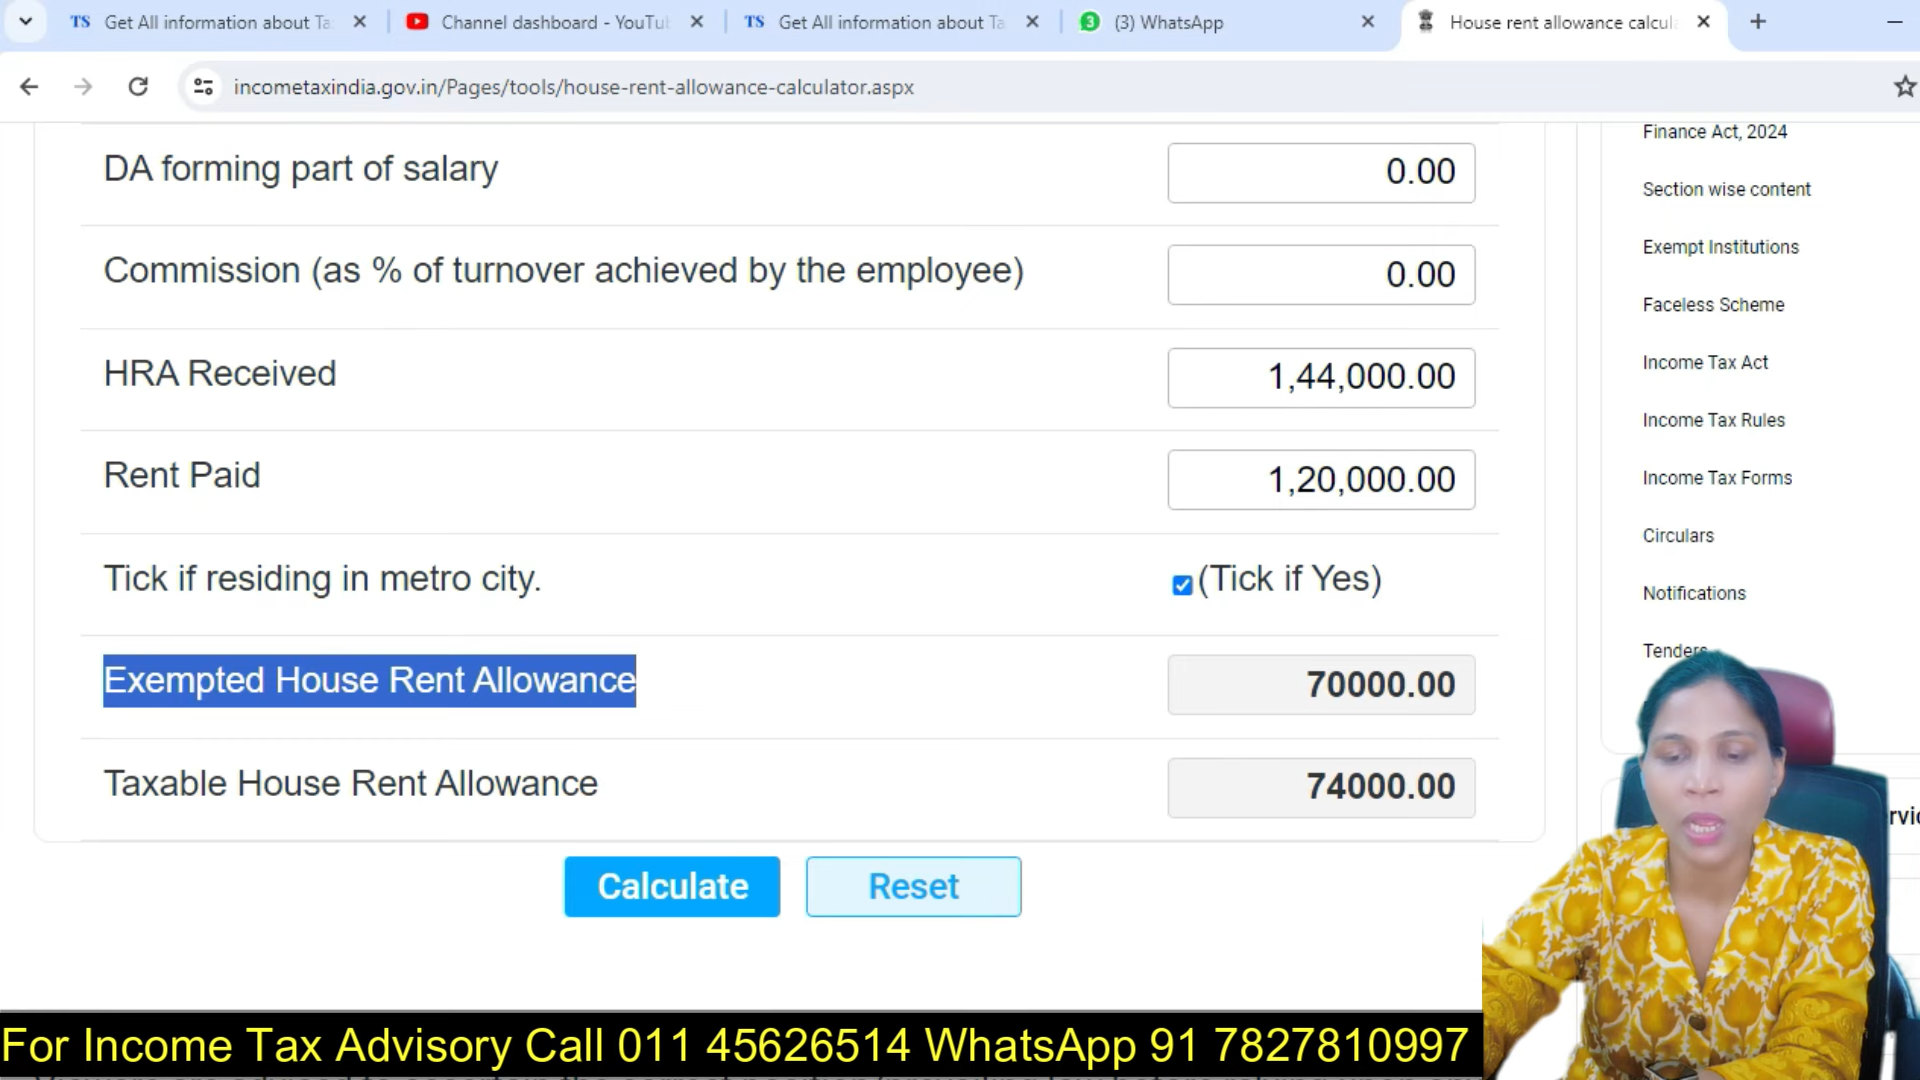 TS Get All information about Ta
Channel dashboard - YouTu
TS Get All information about Ta
3 (3) WhatsApp
House rent allowance calcul
incometaxindia.gov.in/Pages/tools/house-rent-allowance-calculator.aspx
DA forming part of salary 0.00
Commission (as % of turnover achieved by the employee) 0.00
HRA Received 1,44,000.00
Rent Paid 1,20,000.00
Tick if residing in metro city. (Tick if Yes)
Exempted House Rent Allowance 70000.00
Taxable House Rent Allowance 74000.00
Calculate Reset
Finance Act, 2024
Section wise content
Exempt Institutions
Faceless Scheme
Income Tax Act
Income Tax Rules
Income Tax Forms
Circulars
Notifications
Tenders
For Income Tax Advisory Call 011 45626514 WhatsApp 91 7827810997